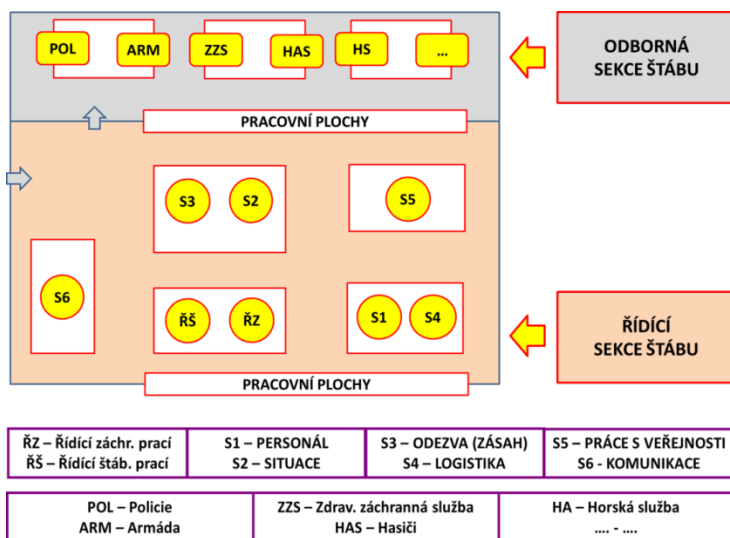 POL
ARM
ZZS
HAS
HS
...
ODBORNÁ
SEKCE ŠTÁBU
PRACOVNÍ PLOCHY
S3
S2
S5
S6
ŘŠ
ŘZ
S1
S4
ŘÍDÍCÍ
SEKCE ŠTÁBU
PRACOVNÍ PLOCHY
ŘZ – Řídící záchr. prací
ŘŠ – Řídící štáb. prací
S1 – PERSONÁL
S2 – SITUACE
S3 – ODEZVA (ZÁSAH)
S4 – LOGISTIKA
S5 – PRÁCE S VEŘEJNOSTI
S6 - KOMUNIKACE
POL – Policie
ARM – Armáda
ZZS – Zdrav. záchranná služba
HAS – Hasiči
HA – Horská služba
.... - ....